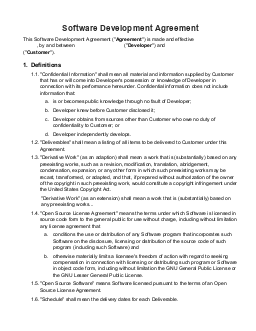 Software Development Agreement
This Software Development Agreement ("Agreement") is made and effective
, by and between ("Developer") and
("Customer").
1. Definitions
1.1. "Confidential Information" shall mean all material and information supplied by Customer
that has or will come into Developer's possession or knowledge of Developer in
connection with its performance hereunder. Confidential Information does not include
information that:
a. is or becomes public knowledge through no fault of Developer;
b. Developer knew before Customer disclosed it;
c. Developer obtains from sources other than Customer who owe no duty of
confidentiality to Customer; or
d. Developer independently develops.
1.2. "Deliverables" shall mean a listing of all items to be delivered to Customer under this
Agreement.
1.3. "Derivative Work" (as an adaption) shall mean a work that is (substantially) based on any
preexisting works, such as a revision, modification, translation, abridgment,
condensation, expansion, or any other form in which such preexisting works may be
recast, transformed, or adapted, and that, if prepared without authorization of the owner
of the copyright in such preexisting work, would constitute a copyright infringement under
the United States Copyright Act.
"Derivative Work" (as an extension) shall mean a work that is (substantially) based on
any preexisting works..
1.4. "Open Source License Agreement" means the terms under which Software is licensed in
source code form to the general public for use without charge, including without limitation
any license agreement that
a. conditions the use or distribution of any Software program that incorporates such
Software on the disclosure, licensing or distribution of the source code of such
program (including such Software) and
b. otherwise materially limits a licensee's freedom of action with regard to seeking
compensation in connection with licensing or distributing such program or Software
in object code form, including without limitation the GNU General Public License or
the GNU Lesser General Public License.
1.5. "Open Source Software" means Software licensed pursuant to the terms of an Open
Source License Agreement.
1.6. "Schedule" shall mean the delivery dates for each Deliverable.